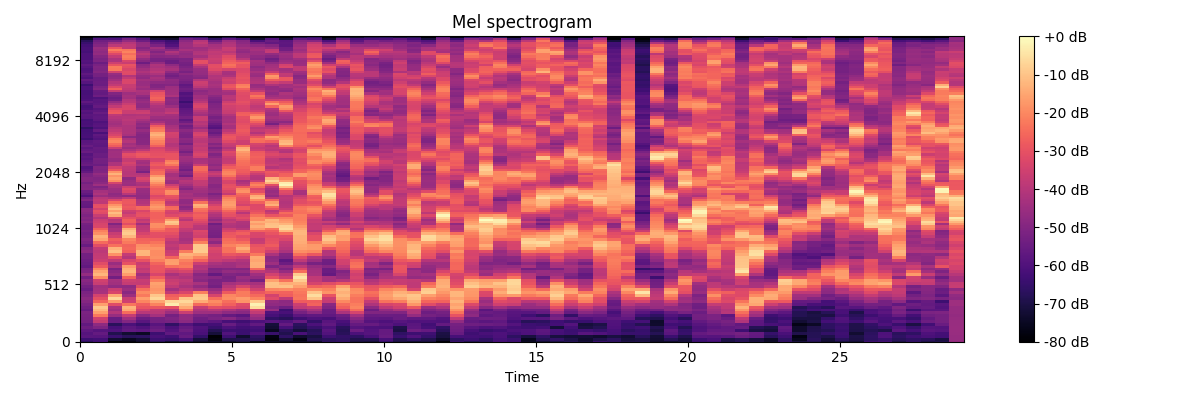 Mel spectrogram
8192
4096
2048
1024
512
0
Hz
0 5 10 15 20 25
Time
+0 dB
-10 dB
-20 dB
-30 dB
-40 dB
-50 dB
-60 dB
-70 dB
-80 dB